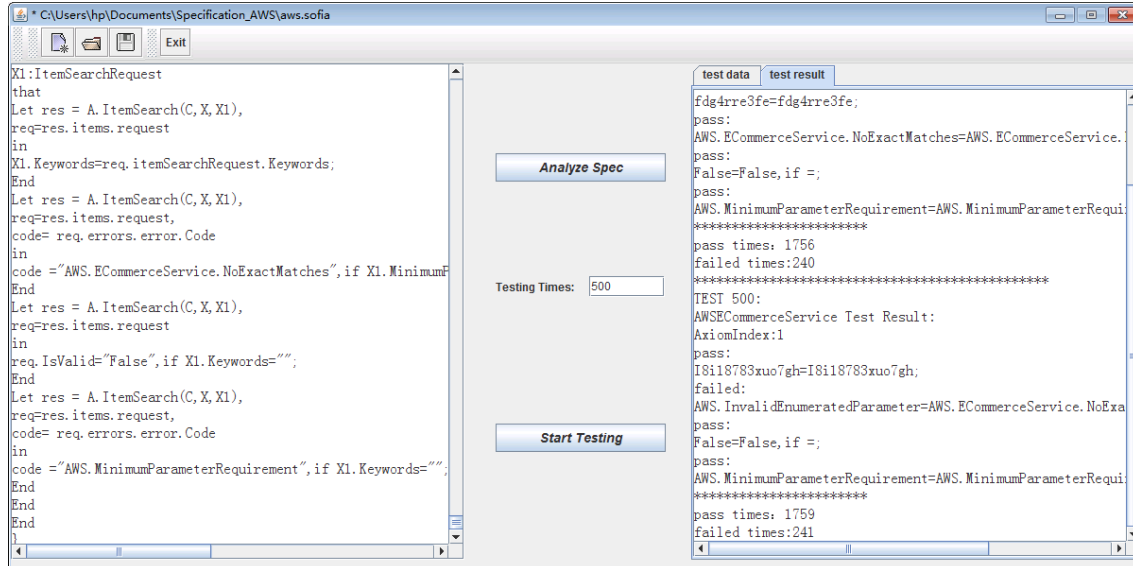 * C:\Users\hp\Documents\Specification_AWS\aws.sofia
Exit
X1:ItemSearchRequest
that
Let res = A.ItemSearch(C,X,X1),
req=res.items.request
in
X1.Keywords=req.itemSearchRequest.Keywords;
End
Let res = A.ItemSearch(C,X,X1),
req=res.items.request,
code= req.errors.error.Code
in
code ="AWS.ECommerceService.NoExactMatches",if X1.MinimumP
End
Let res = A.ItemSearch(C,X,X1),
req=res.items.request
in
req.IsValid="False",if X1.Keywords="";
End
Let res = A.ItemSearch(C,X,X1),
req=res.items.request,
code= req.errors.error.Code
in
code ="AWS.MinimumParameterRequirement",if X1.Keywords="";
End
End
End
}
Analyze Spec
Testing Times: 500
Start Testing
test data test result
fdg4rre3fe=fdg4rre3fe;
pass:
AWS.ECommerceService.NoExactMatches=AWS.ECommerceService.
pass:
False=False,if =;
pass:
AWS.MinimumParameterRequirement=AWS.MinimumParameterRequi
***********************
pass times: 1756
failed times:240
***********************************************
TEST 500:
AWSECommerceService Test Result:
AxiomIndex:1
pass:
I8i18783xuo7gh=I8i18783xuo7gh;
failed:
AWS.InvalidEnumeratedParameter=AWS.ECommerceService.NoExa
pass:
False=False,if =;
pass:
AWS.MinimumParameterRequirement=AWS.MinimumParameterRequi
***********************
pass times: 1759
failed times:241